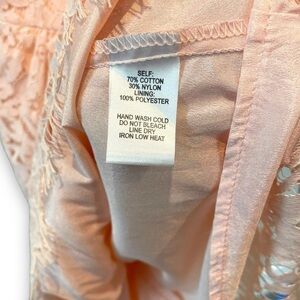 SELF:
70% COTTON
30% NYLON
LINING:
100% POLYESTER
HAND WASH COLD
DO NOT BLEACH
LINE DRY
IRON LOW HEAT